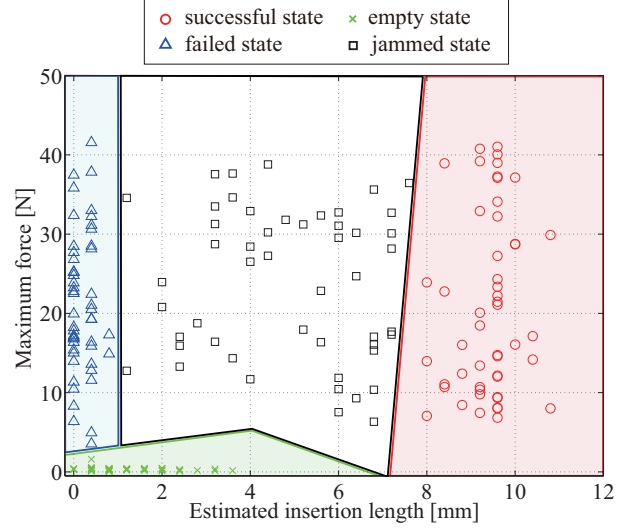 successful state
empty state
failed state
jammed state
50
40
30
20
10
0
Maximum force [N]
0 2 4 6 8 10 12
Estimated insertion length [mm]